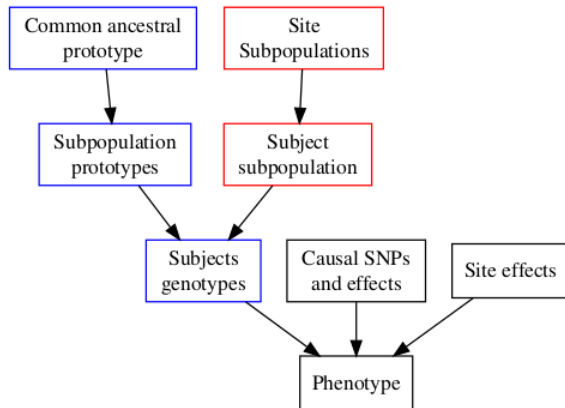 Common ancestral
prototype
Site
Subpopulations
Subpopulation
prototypes
Subject
subpopulation
Subjects
genotypes
Causal SNPs
and effects
Site effects
Phenotype